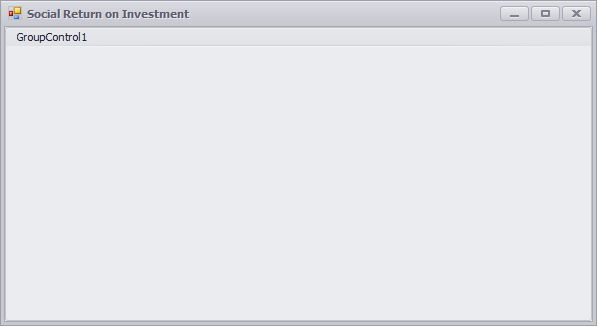 Social Return on Investment
GroupControl1